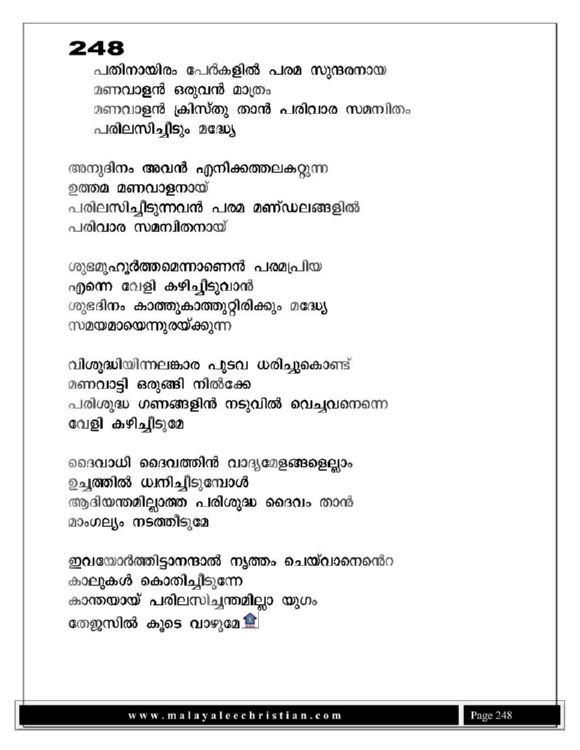 248
പതിനായിരം പേർകളിൽ പരമ സുന്ദരനായ
മണവാളൻ ഒരുവൻ മാത്രം
മണവാളൻ ക്രിസ്തു താൻ പരിവാര സമന്വിതം
പരിലസിച്ചീടും മദ്ധ്യേ
അനുദിനം അവൻ എനിക്കത്തലകറ്റുന്ന
ഉത്തമ മണവാളനായ്
പരിലസിച്ചീടുന്നവൻ പരമ മണ്ഡലങ്ങളിൽ
പരിവാര സമന്വിതനായ്
ശുഭമുഹൂർത്തമെന്നാണെൻ പരമപ്രിയ
എന്നെ വേളി കഴിച്ചീടുവാൻ
ശുഭദിനം കാത്തുകാത്തുറ്റിരിക്കും മദ്ധ്യേ
സമയമായെന്നുരയ്ക്കുന്ന
വിശുദ്ധിയിന്നലങ്കാര പുടവ ധരിച്ചുകൊണ്ട്
മണവാട്ടി ഒരുങ്ങി നിൽക്കേ
പരിശുദ്ധ ഗണങ്ങളിൻ നടുവിൽ വെച്ചവനെന്നെ
വേളി കഴിച്ചീടുമേ
ദൈവാധി ദൈവത്തിൻ വാദ്യമേളങ്ങളെല്ലാം
ഉച്ചത്തിൽ ധനിച്ചീടുമ്പോൾ
ആദിയന്തമില്ലാത്ത പരിശുദ്ധ ദൈവം താൻ
മാംഗല്യം നടത്തീടുമേ
ഇവയോർത്തിട്ടാനന്ദാൽ നൃത്തം ചെയ്‌വാനെന്റെ
കാലുകൾ കൊതിച്ചീടുന്നേ
കാന്തയായ് പരിലസിച്ചന്തമില്ലാ യുഗം
തേജസിൽ കൂടെ വാഴുമേ
www.malayaleechristian.com
Page 248